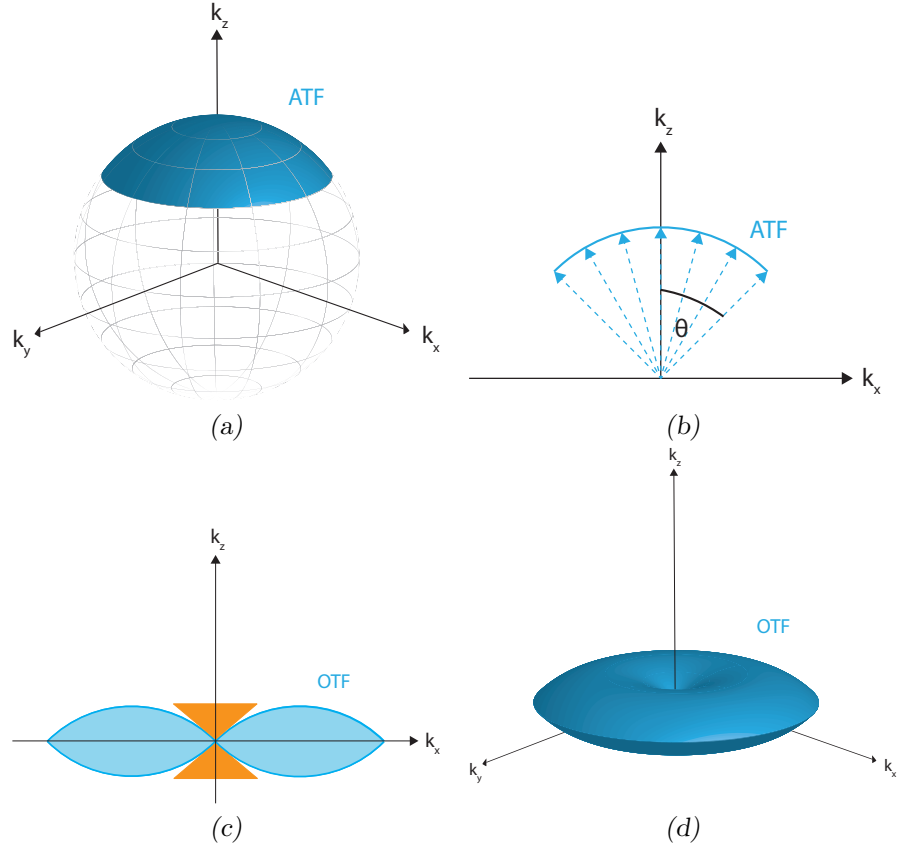 k_z
ATF
k_y
k_x
(a)
k_z
ATF
θ
k_x
(b)
k_z
OTF
k_x
(c)
k_z
OTF
k_y
k_x
(d)